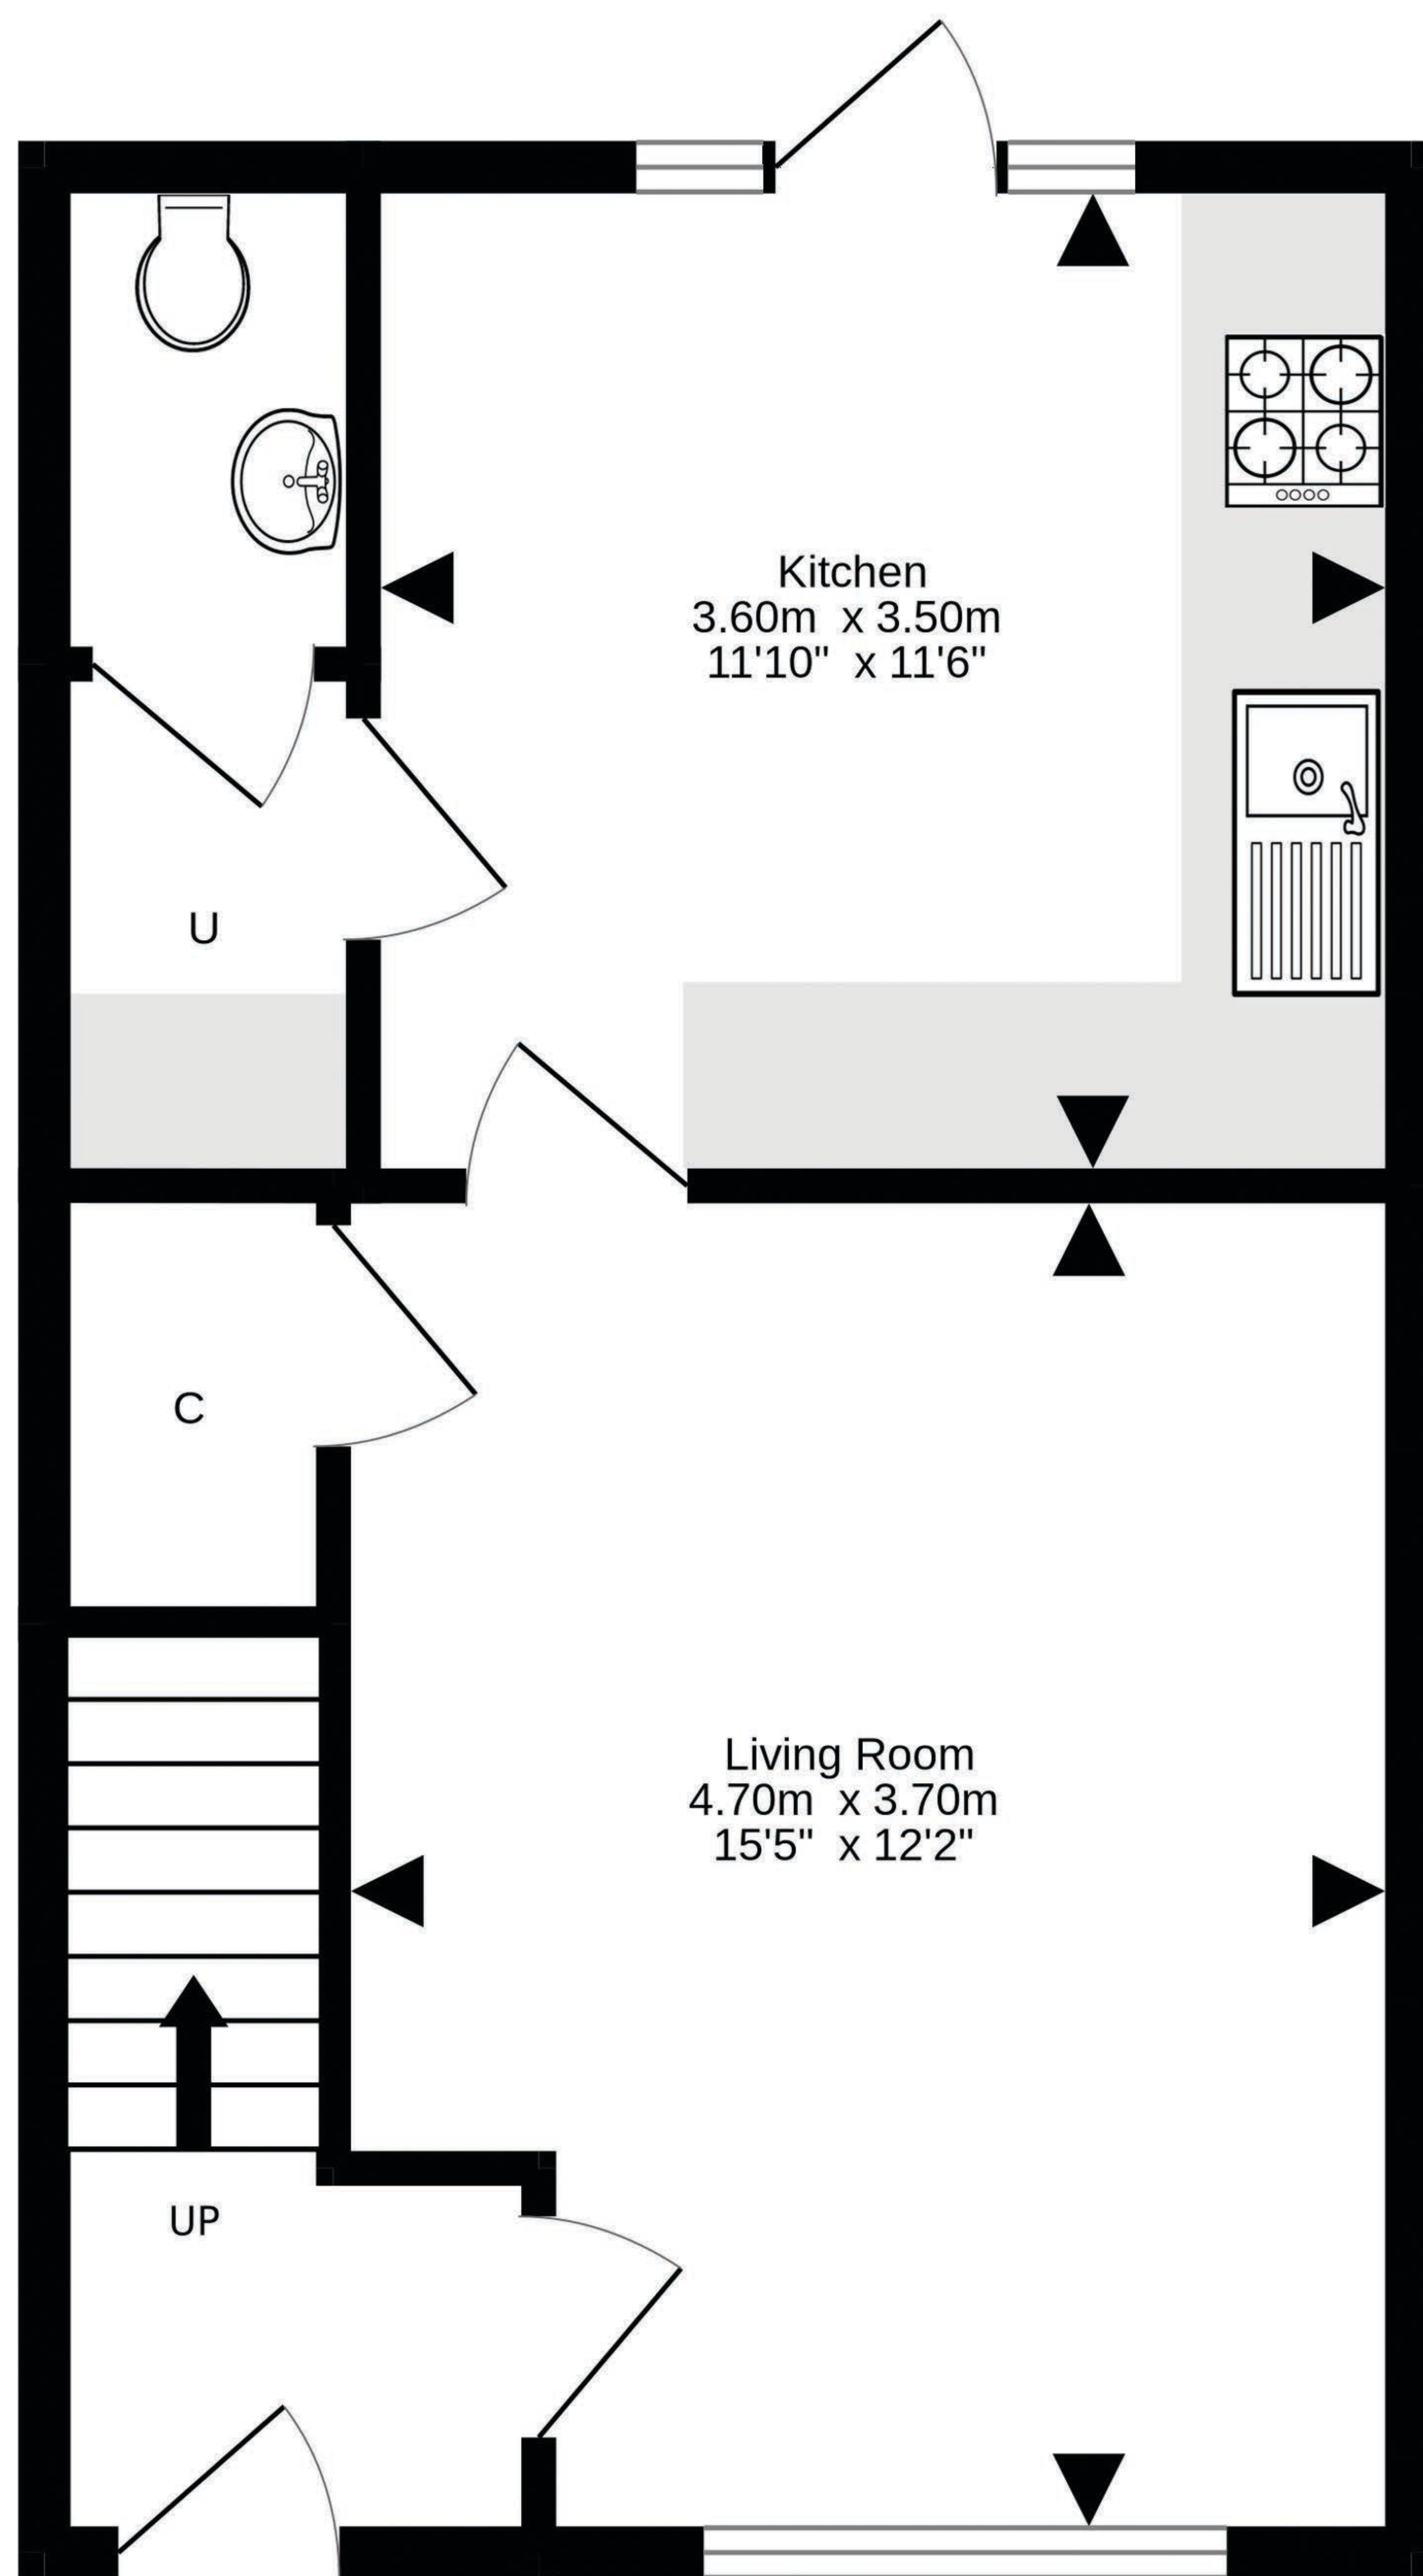 Kitchen
3.60m x 3.50m
11'10" x 11'6"
U
C
Living Room
4.70m x 3.70m
15'5" x 12'2"
UP